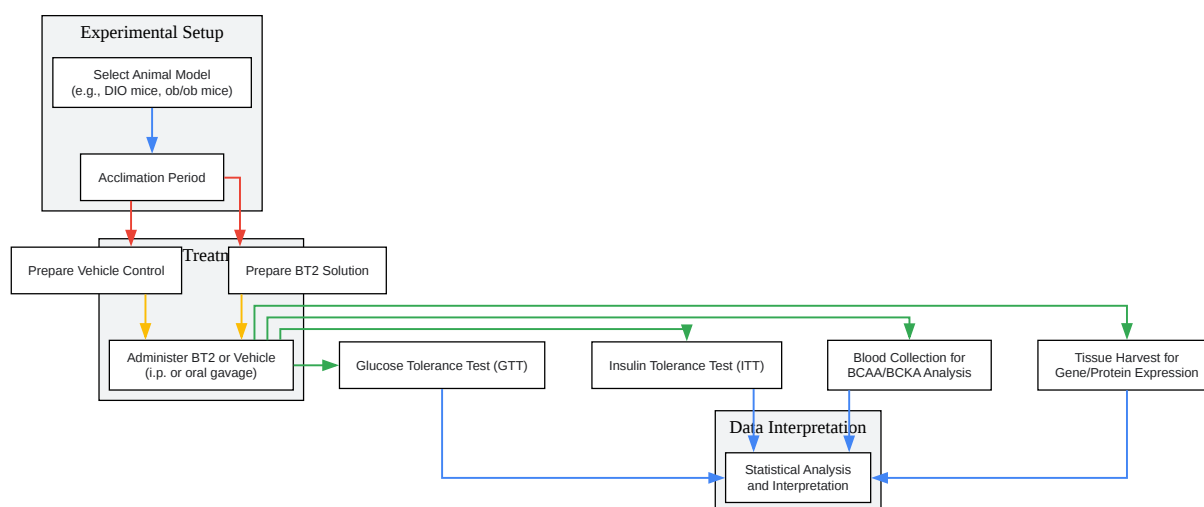 Experimental Setup
Select Animal Model
(e.g., DIO mice, ob/ob mice)
Acclimation Period
Prepare Vehicle Control
Prepare BT2 Solution
Administer BT2 or Vehicle
(i.p. or oral gavage)
Glucose Tolerance Test (GTT)
Insulin Tolerance Test (ITT)
Blood Collection for
BCAA/BCKA Analysis
Tissue Harvest for
Gene/Protein Expression
Data Interpretation
Statistical Analysis
and Interpretation